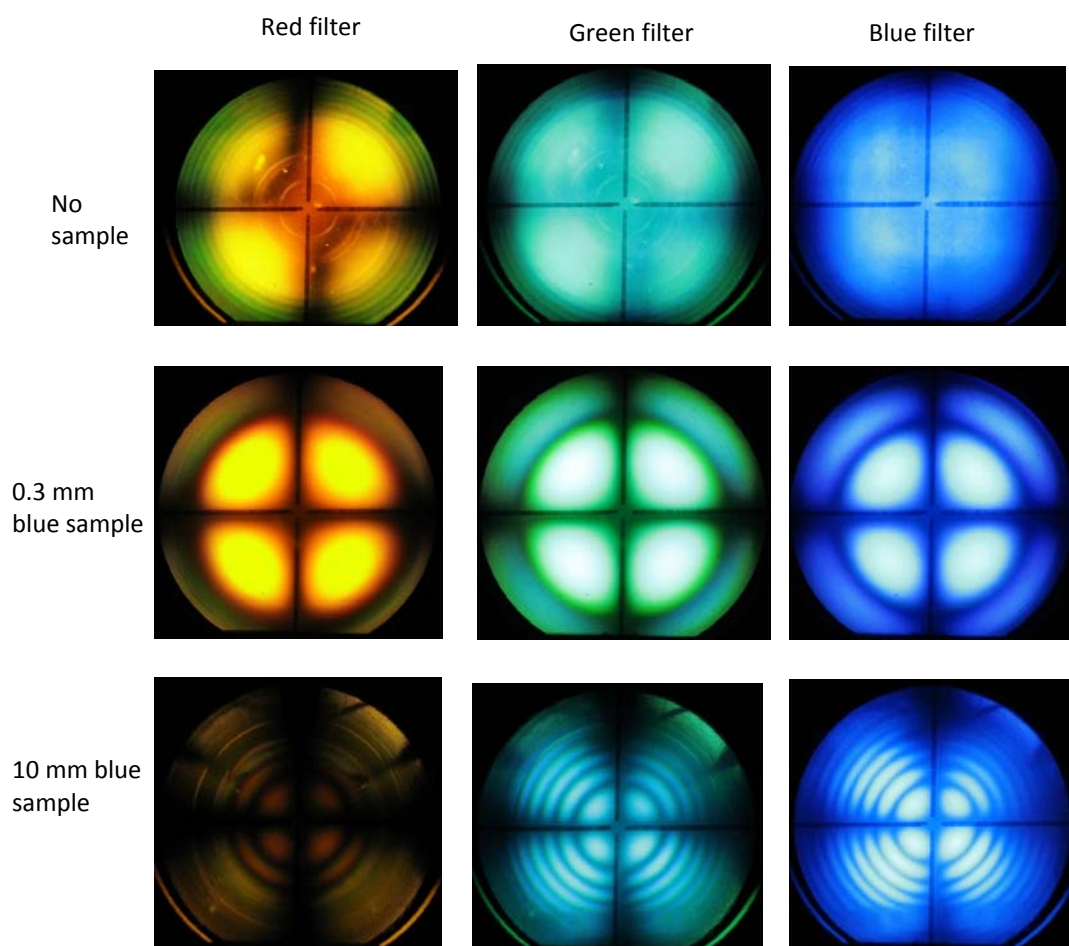 Red filter
Green filter
Blue filter
No
sample
0.3 mm
blue sample
10 mm blue
sample